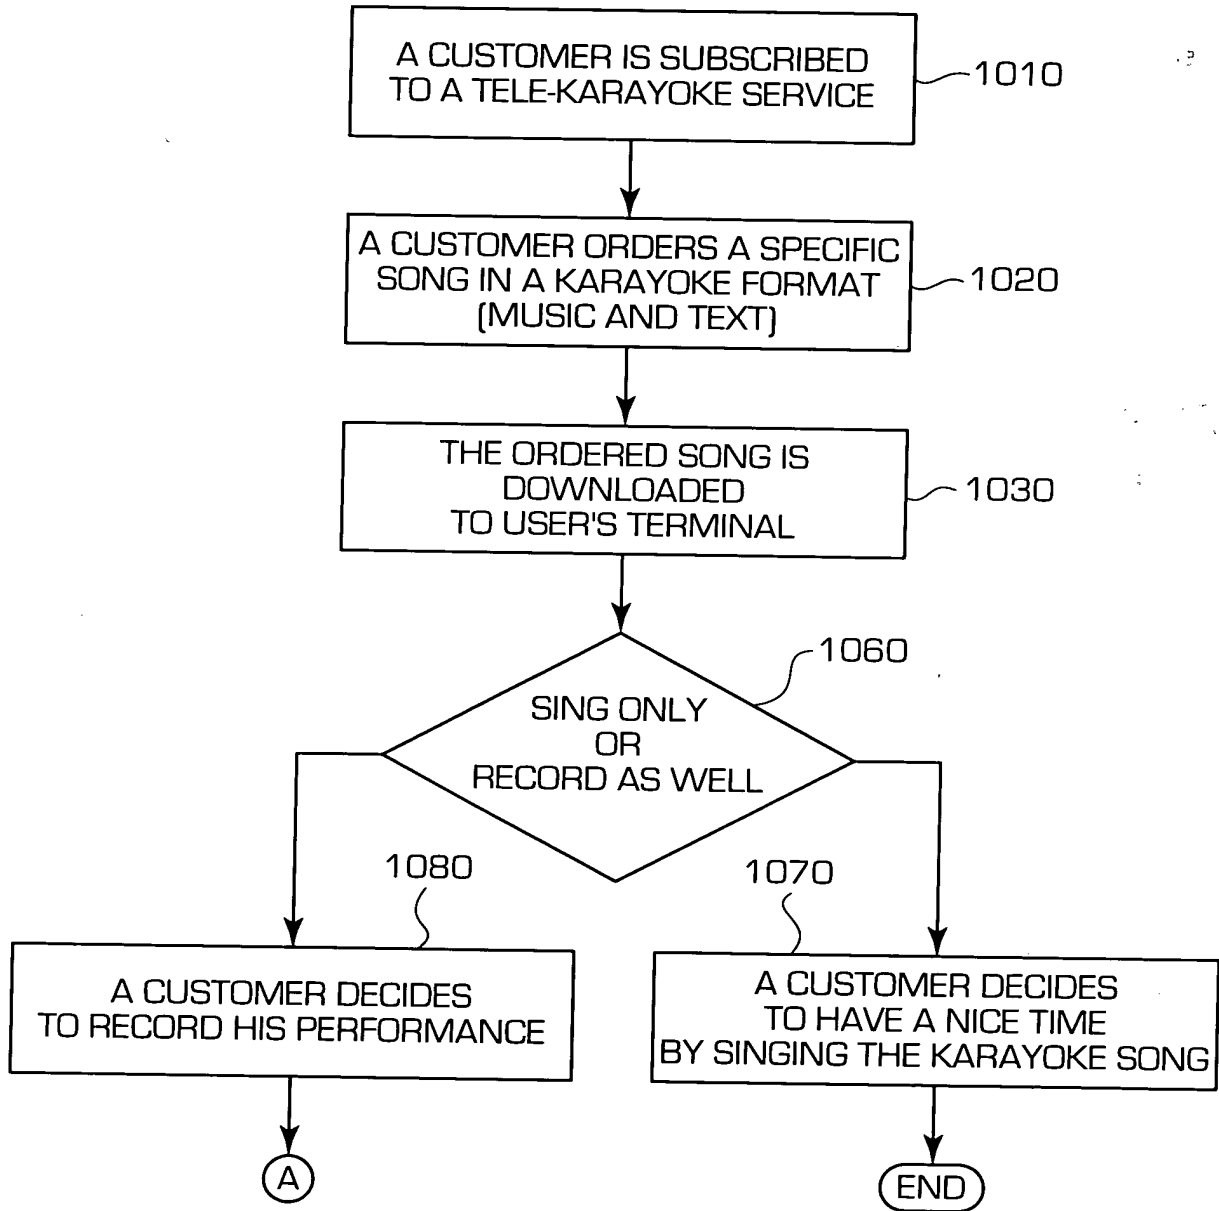 A CUSTOMER IS SUBSCRIBED
TO A TELE-KARAYOKE SERVICE
1010
A CUSTOMER ORDERS A SPECIFIC
SONG IN A KARAYOKE FORMAT
(MUSIC AND TEXT)
1020
THE ORDERED SONG IS
DOWNLOADED
TO USER'S TERMINAL
1030
1060
SING ONLY
OR
RECORD AS WELL
1080
A CUSTOMER DECIDES
TO RECORD HIS PERFORMANCE
1070
A CUSTOMER DECIDES
TO HAVE A NICE TIME
BY SINGING THE KARAYOKE SONG
A
END